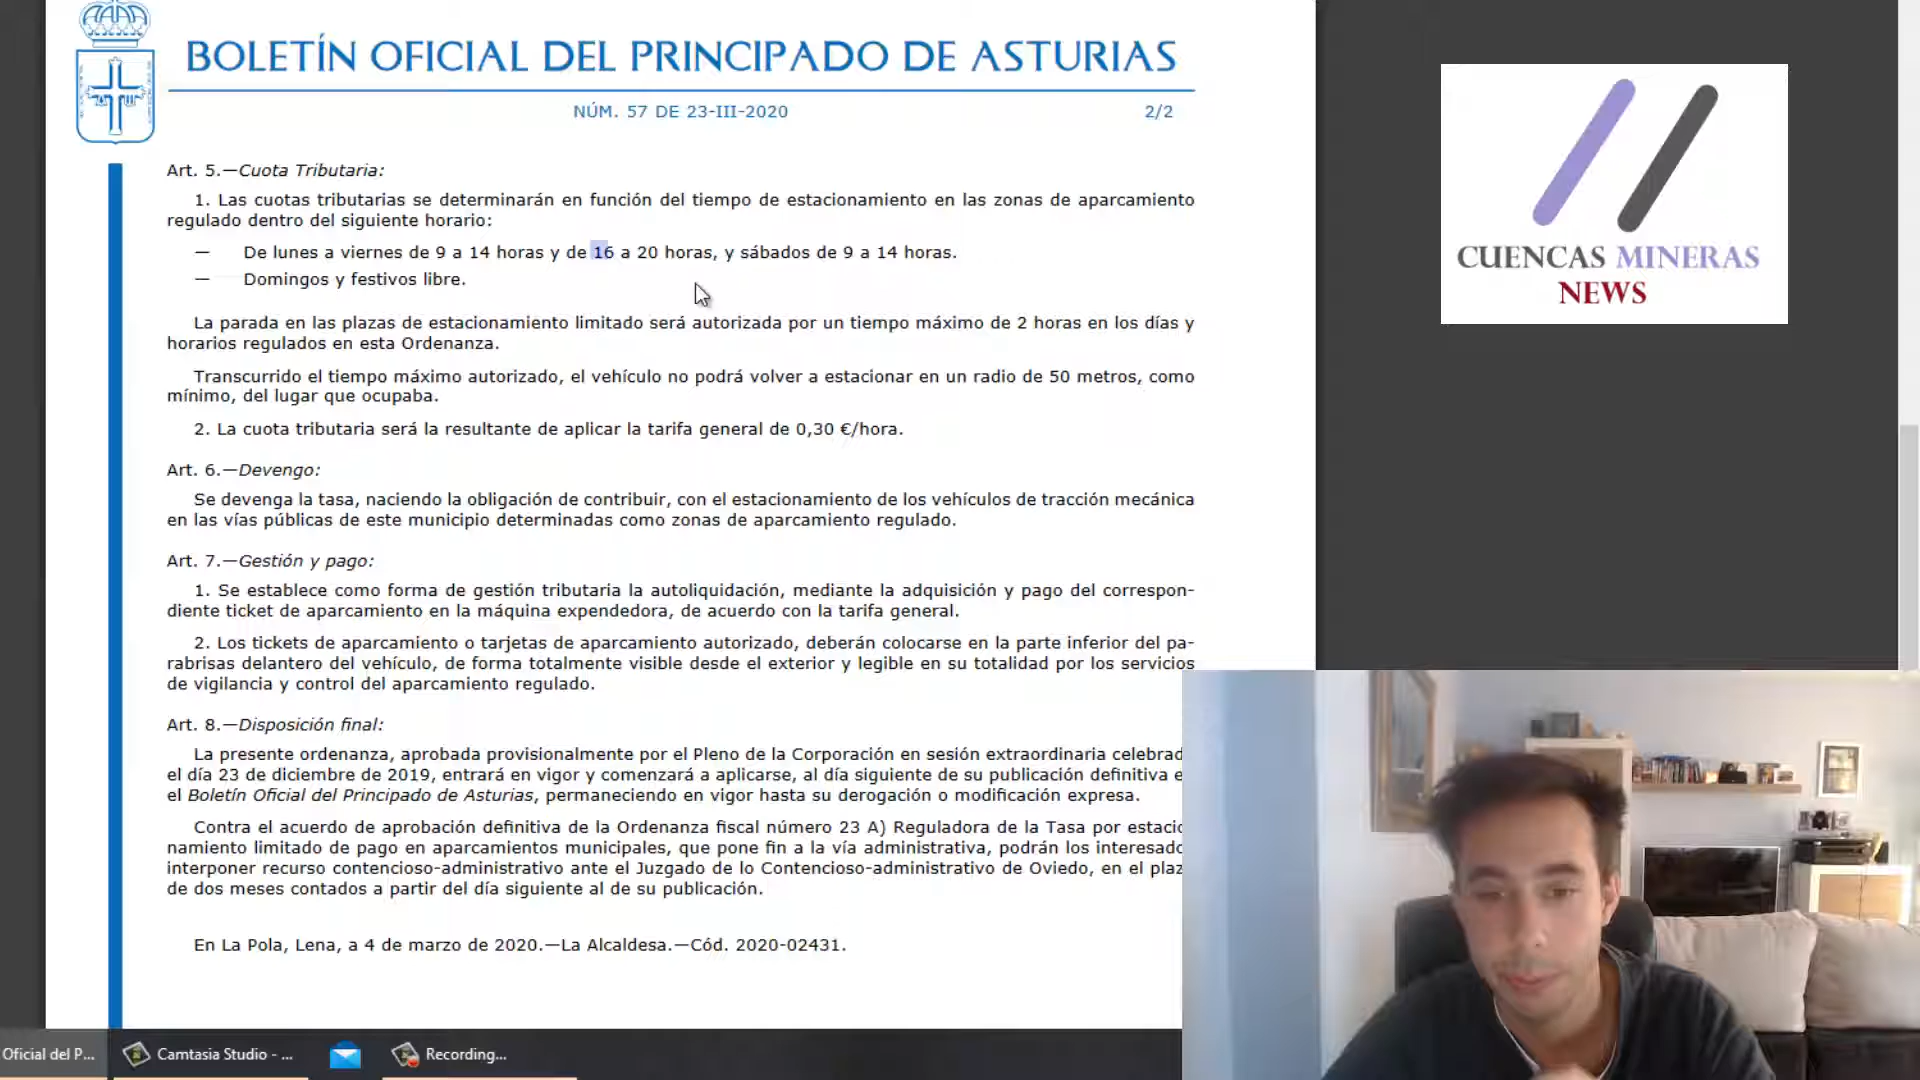 BOLETÍN OFICIAL DEL PRINCIPADO DE ASTURIAS
NÚM. 57 DE 23-III-2020
2/2
Art. 5.—Cuota Tributaria:
1. Las cuotas tributarias se determinarán en función del tiempo de estacionamiento en las zonas de aparcamiento
regulado dentro del siguiente horario:
— De lunes a viernes de 9 a 14 horas y de 16 a 20 horas, y sábados de 9 a 14 horas.
— Domingos y festivos libre.
La parada en las plazas de estacionamiento limitado será autorizada por un tiempo máximo de 2 horas en los días y
horarios regulados en esta Ordenanza.
Transcurrido el tiempo máximo autorizado, el vehículo no podrá volver a estacionar en un radio de 50 metros, como
mínimo, del lugar que ocupaba.
2. La cuota tributaria será la resultante de aplicar la tarifa general de 0,30 €/hora.
Art. 6.—Devengo:
Se devenga la tasa, naciendo la obligación de contribuir, con el estacionamiento de los vehículos de tracción mecánica
en las vías públicas de este municipio determinadas como zonas de aparcamiento regulado.
Art. 7.—Gestión y pago:
1. Se establece como forma de gestión tributaria la autoliquidación, mediante la adquisición y pago del correspon-
diente ticket de aparcamiento en la máquina expendedora, de acuerdo con la tarifa general.
2. Los tickets de aparcamiento o tarjetas de aparcamiento autorizado, deberán colocarse en la parte inferior del pa-
rabrisas delantero del vehículo, de forma totalmente visible desde el exterior y legible en su totalidad por los servicios
de vigilancia y control del aparcamiento regulado.
Art. 8.—Disposición final:
La presente ordenanza, aprobada provisionalmente por el Pleno de la Corporación en sesión extraordinaria celebrad
el día 23 de diciembre de 2019, entrará en vigor y comenzará a aplicarse, al día siguiente de su publicación definitiva e
el Boletín Oficial del Principado de Asturias, permaneciendo en vigor hasta su derogación o modificación expresa.
Contra el acuerdo de aprobación definitiva de la Ordenanza fiscal número 23 A) Reguladora de la Tasa por estacio
namiento limitado de pago en aparcamientos municipales, que pone fin a la vía administrativa, podrán los interesado
interponer recurso contencioso-administrativo ante el Juzgado de lo Contencioso-administrativo de Oviedo, en el plaz
de dos meses contados a partir del día siguiente al de su publicación.
En La Pola, Lena, a 4 de marzo de 2020.—La Alcaldesa.—Cód. 2020-02431.
CUENCAS MINERAS
NEWS
Oficial del P...
Camtasia Studio - ...
Recording...